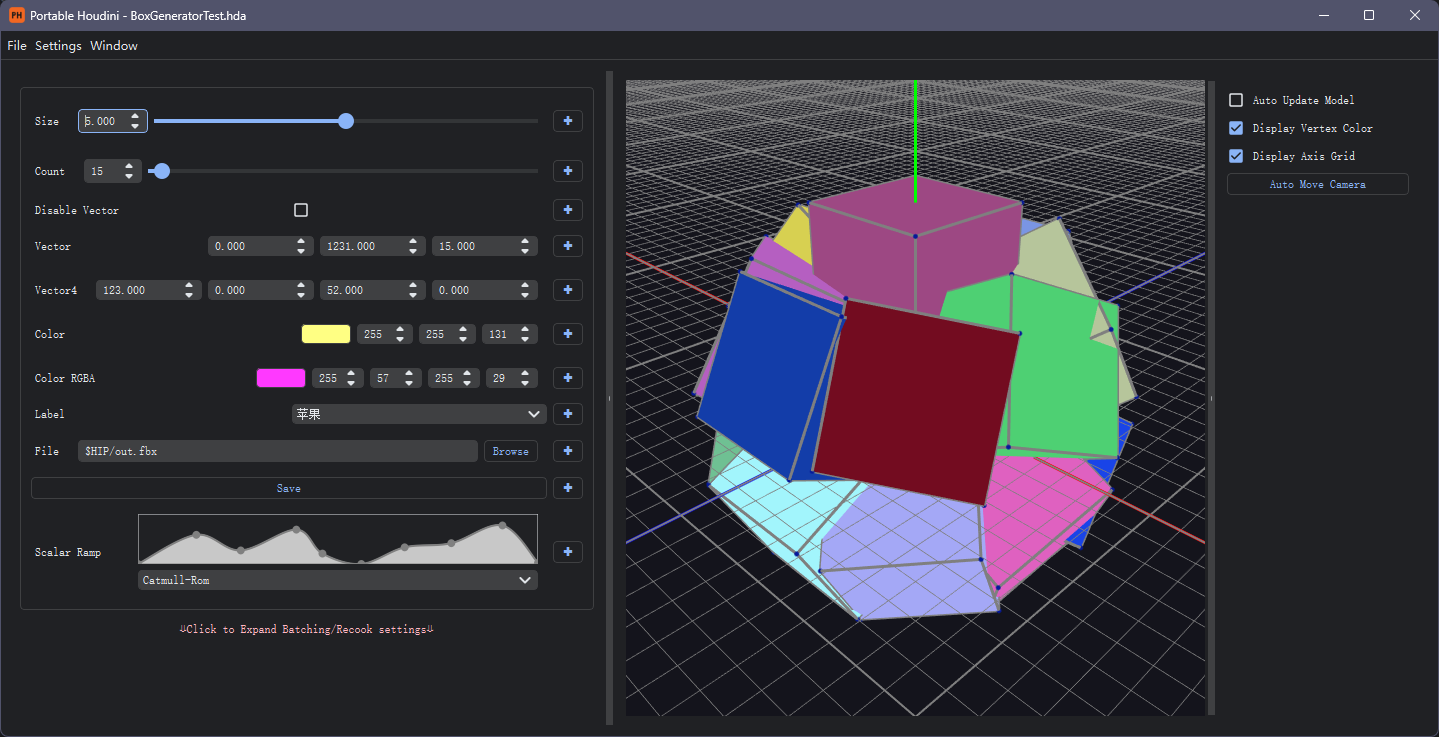 PH Portable Houdini - BoxGeneratorTest.hda
File Settings Window
Size 5.000
Count 15
Disable Vector
Vector 0.000 1231.000 15.000
Vector4 123.000 0.000 52.000 0.000
Color 255 255 131
Color RGBA 255 57 255 29
Label 苹果
File $HIP/out.fbx Browse
Save
Scalar Ramp
Catmull-Rom
⇓Click to Expand Batching/Recook settings⇓
Auto Update Model
Display Vertex Color
Display Axis Grid
Auto Move Camera